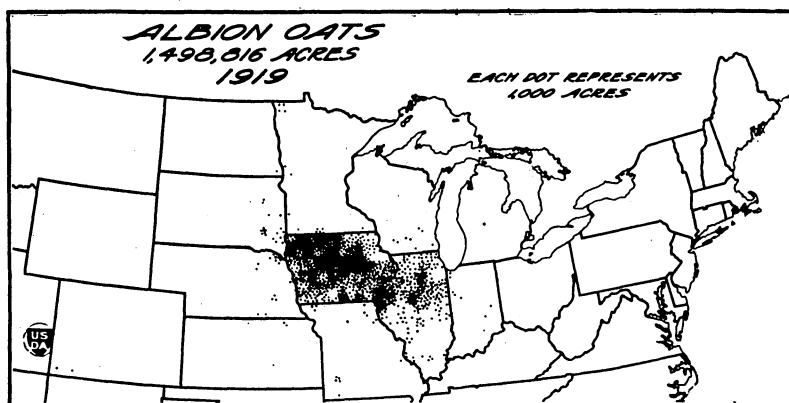 ALBION OATS
1,498,816 ACRES
1919
EACH DOT REPRESENTS
1,000 ACRES
US
DA